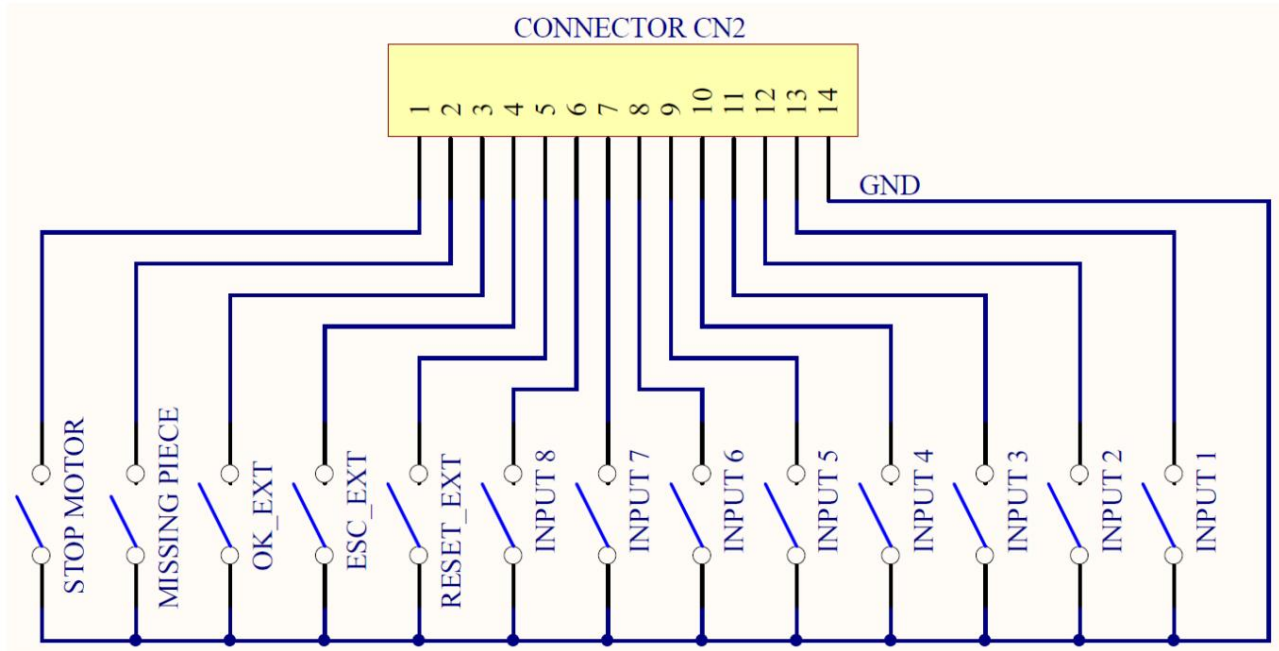 CONNECTOR CN2
1
2
3
4
5
6
7
8
9
10
11
12
13
14
GND
STOP MOTOR
MISSING PIECE
OK_EXT
ESC_EXT
RESET_EXT
INPUT 8
INPUT 7
INPUT 6
INPUT 5
INPUT 4
INPUT 3
INPUT 2
INPUT 1